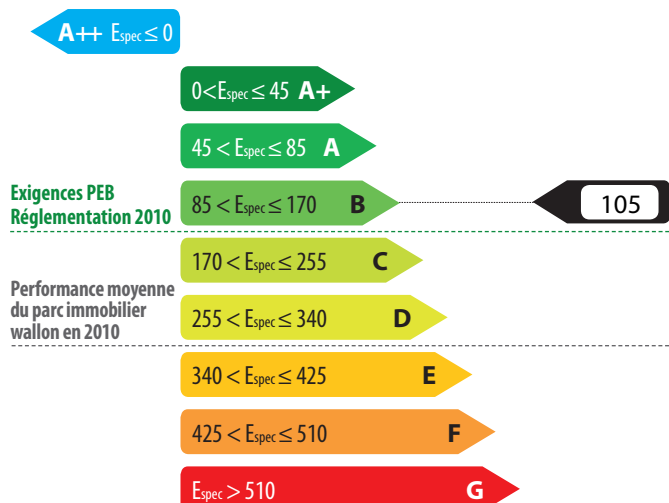 A++ Espec ≤ 0
0<Espec ≤ 45 A+
45 < Espec ≤ 85 A
Exigences PEB
Réglementation 2010
85 < Espec ≤ 170 B
105
170 < Espec ≤ 255 C
Performance moyenne
du parc immobilier
wallon en 2010
255 < Espec ≤ 340 D
340 < Espec ≤ 425 E
425 < Espec ≤ 510 F
Espec > 510 G